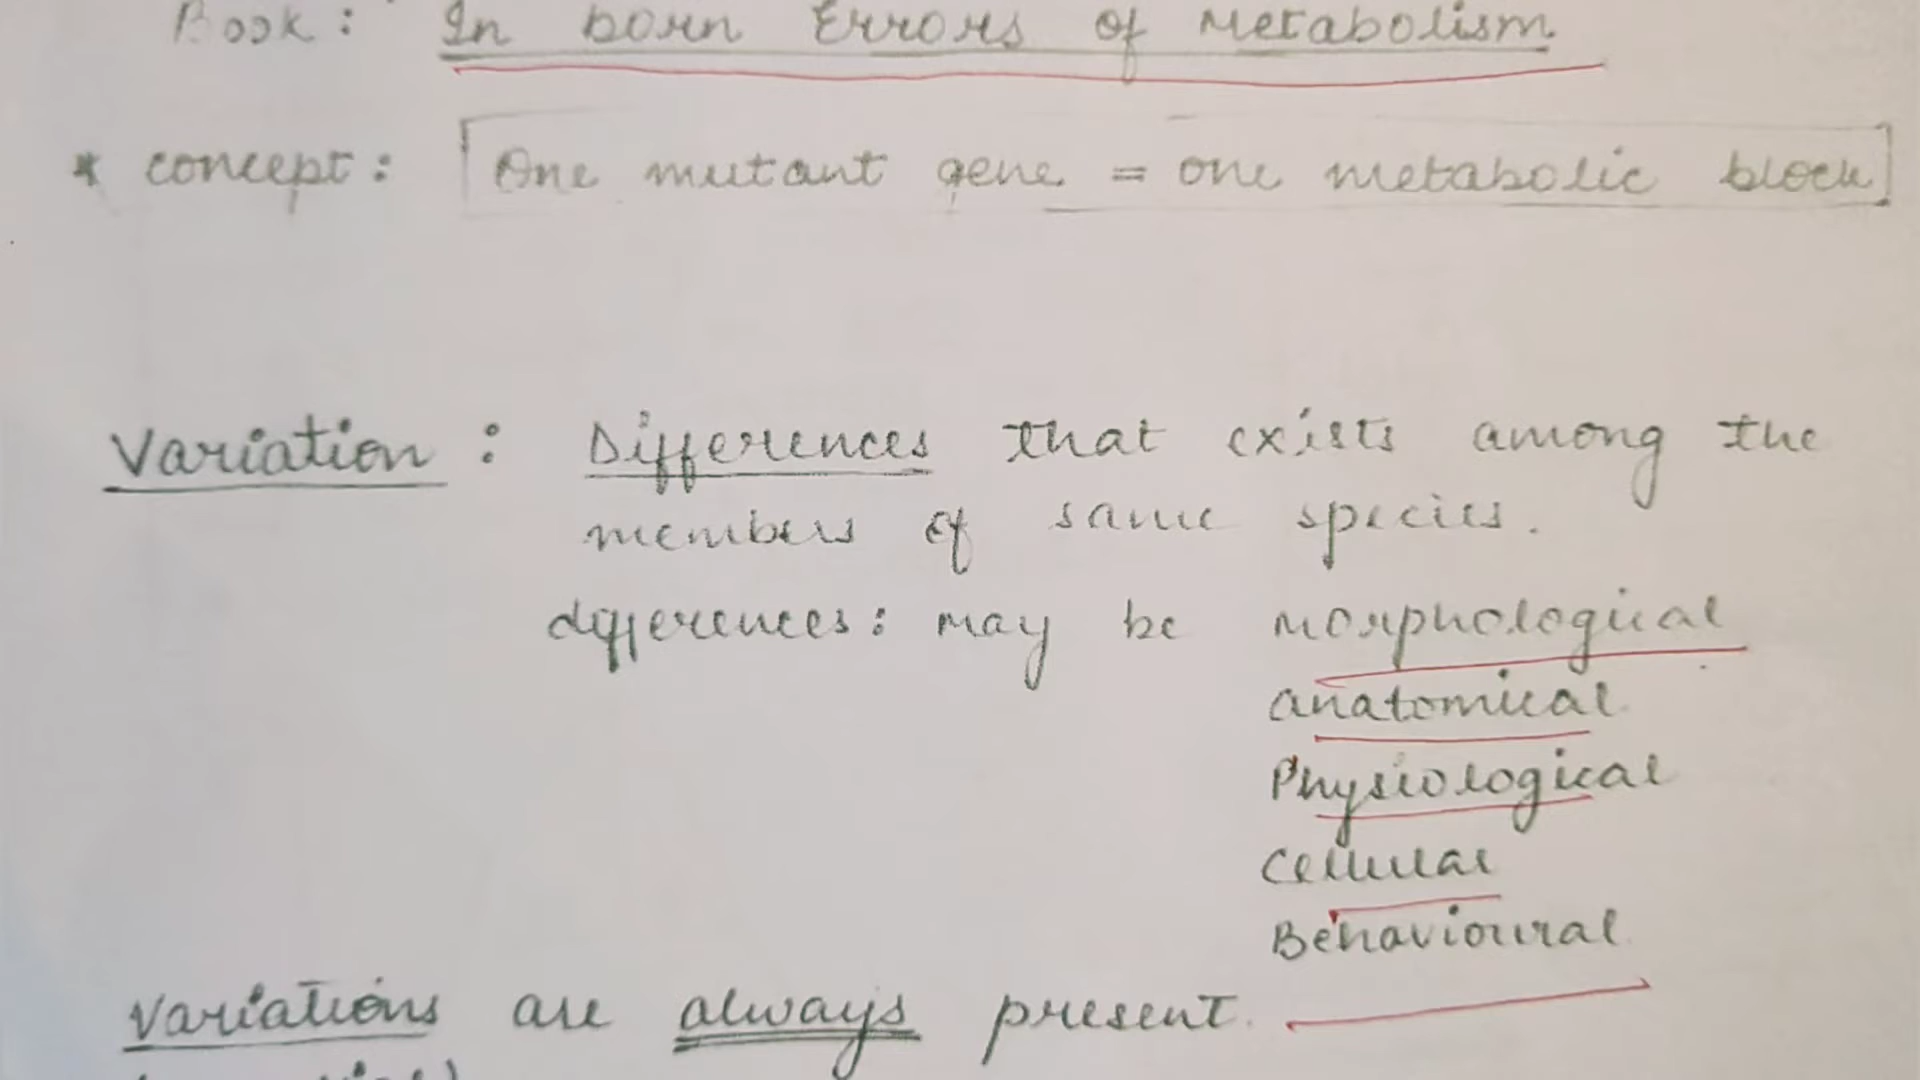 Book: In born Errors of Metabolism
* concept: One mutant gene = one metabolic block
Variation: Differences that exists among the
members of same species.
differences: may be morphological
anatomical
Physiological
Cellular
Behavioural
Variations are always present.